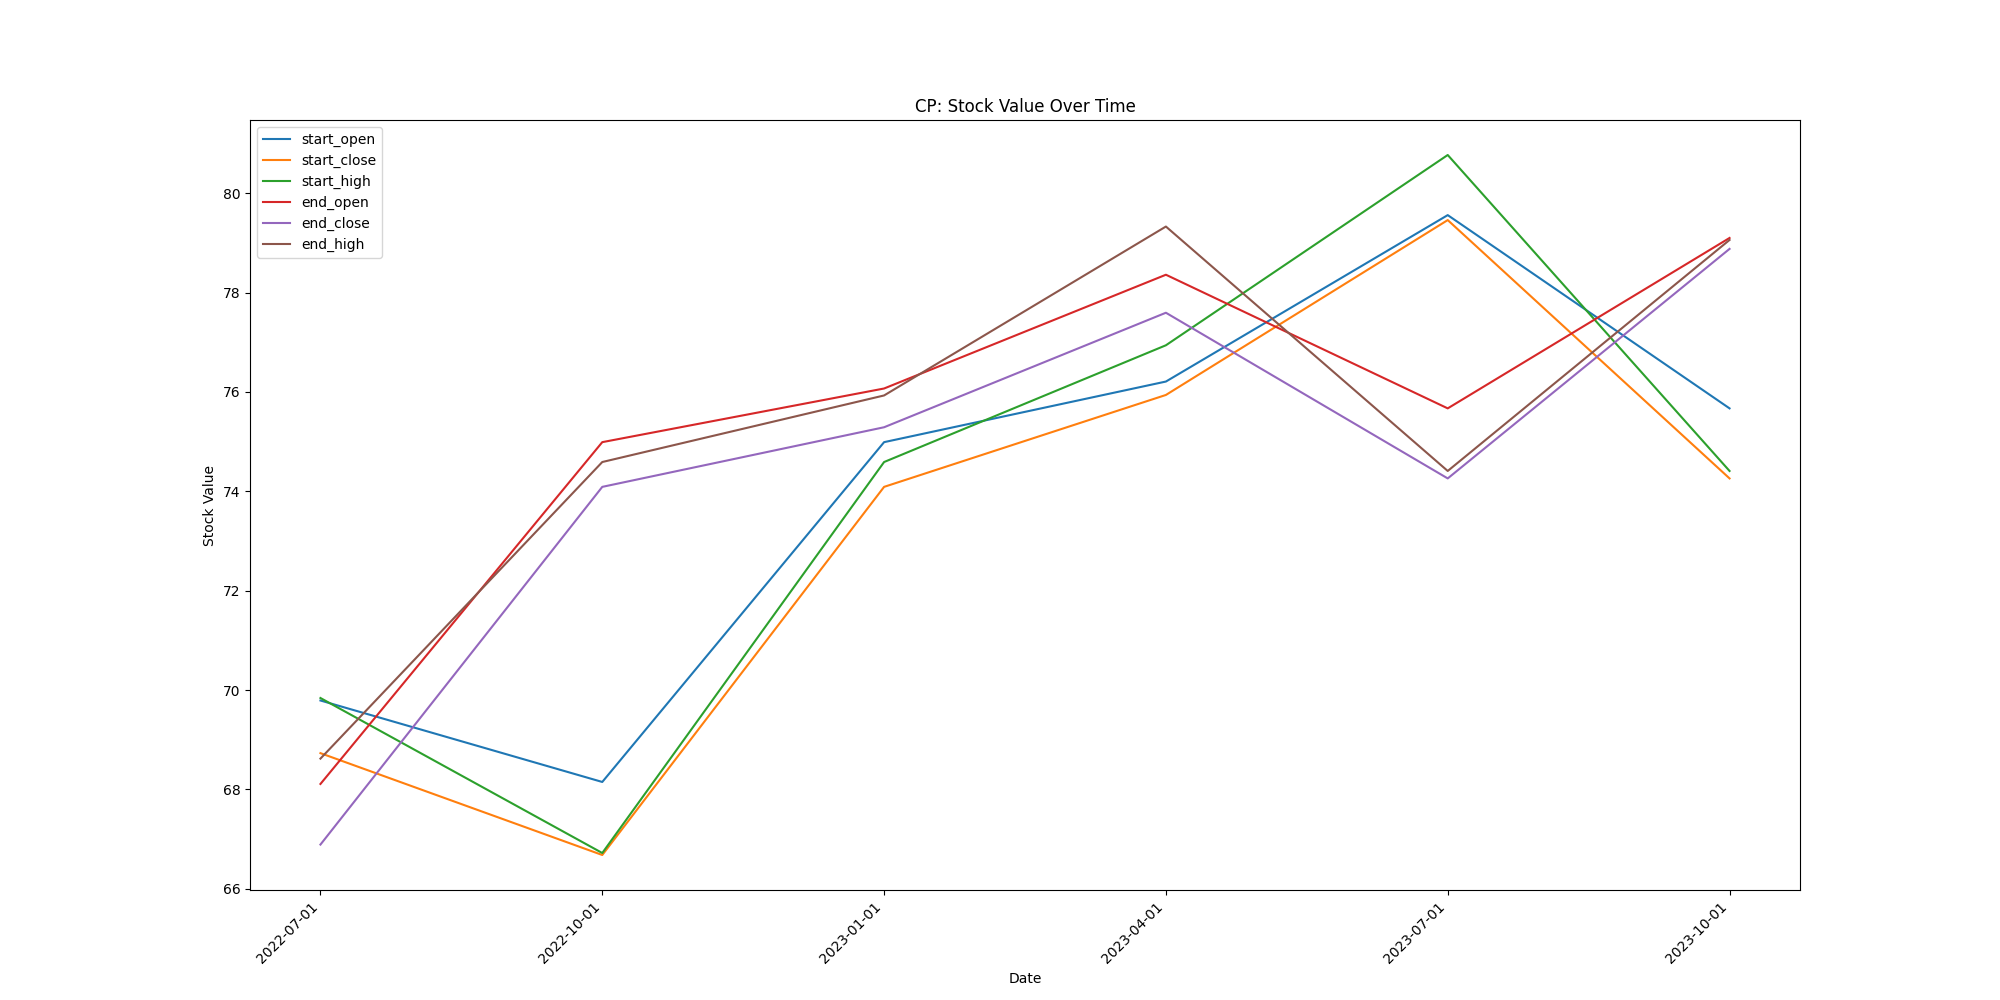 CP: Stock Value Over Time
start_open
start_close
start_high
end_open
end_close
end_high
80
78
76
74
72
70
68
66
Stock Value
2022-07-01
2022-10-01
2023-01-01
2023-04-01
2023-07-01
2023-10-01
Date